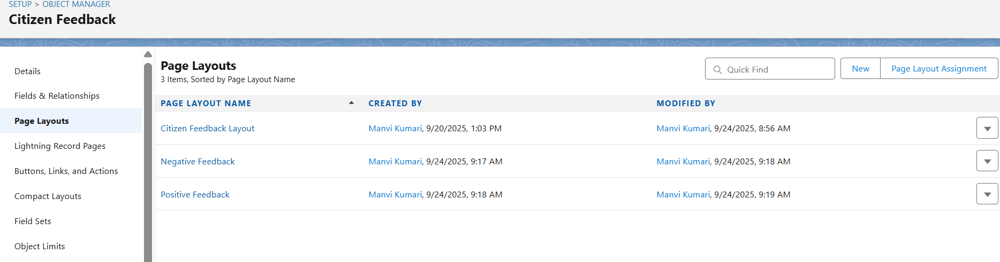 SETUP > OBJECT MANAGER
Citizen Feedback
Details
Fields & Relationships
Page Layouts
Lightning Record Pages
Buttons, Links, and Actions
Compact Layouts
Field Sets
Object Limits
Page Layouts
3 Items, Sorted by Page Layout Name
Quick Find
New
Page Layout Assignment
PAGE LAYOUT NAME CREATED BY MODIFIED BY
Citizen Feedback Layout Manvi Kumari, 9/20/2025, 1:03 PM Manvi Kumari, 9/24/2025, 8:56 AM
Negative Feedback Manvi Kumari, 9/24/2025, 9:17 AM Manvi Kumari, 9/24/2025, 9:18 AM
Positive Feedback Manvi Kumari, 9/24/2025, 9:18 AM Manvi Kumari, 9/24/2025, 9:19 AM